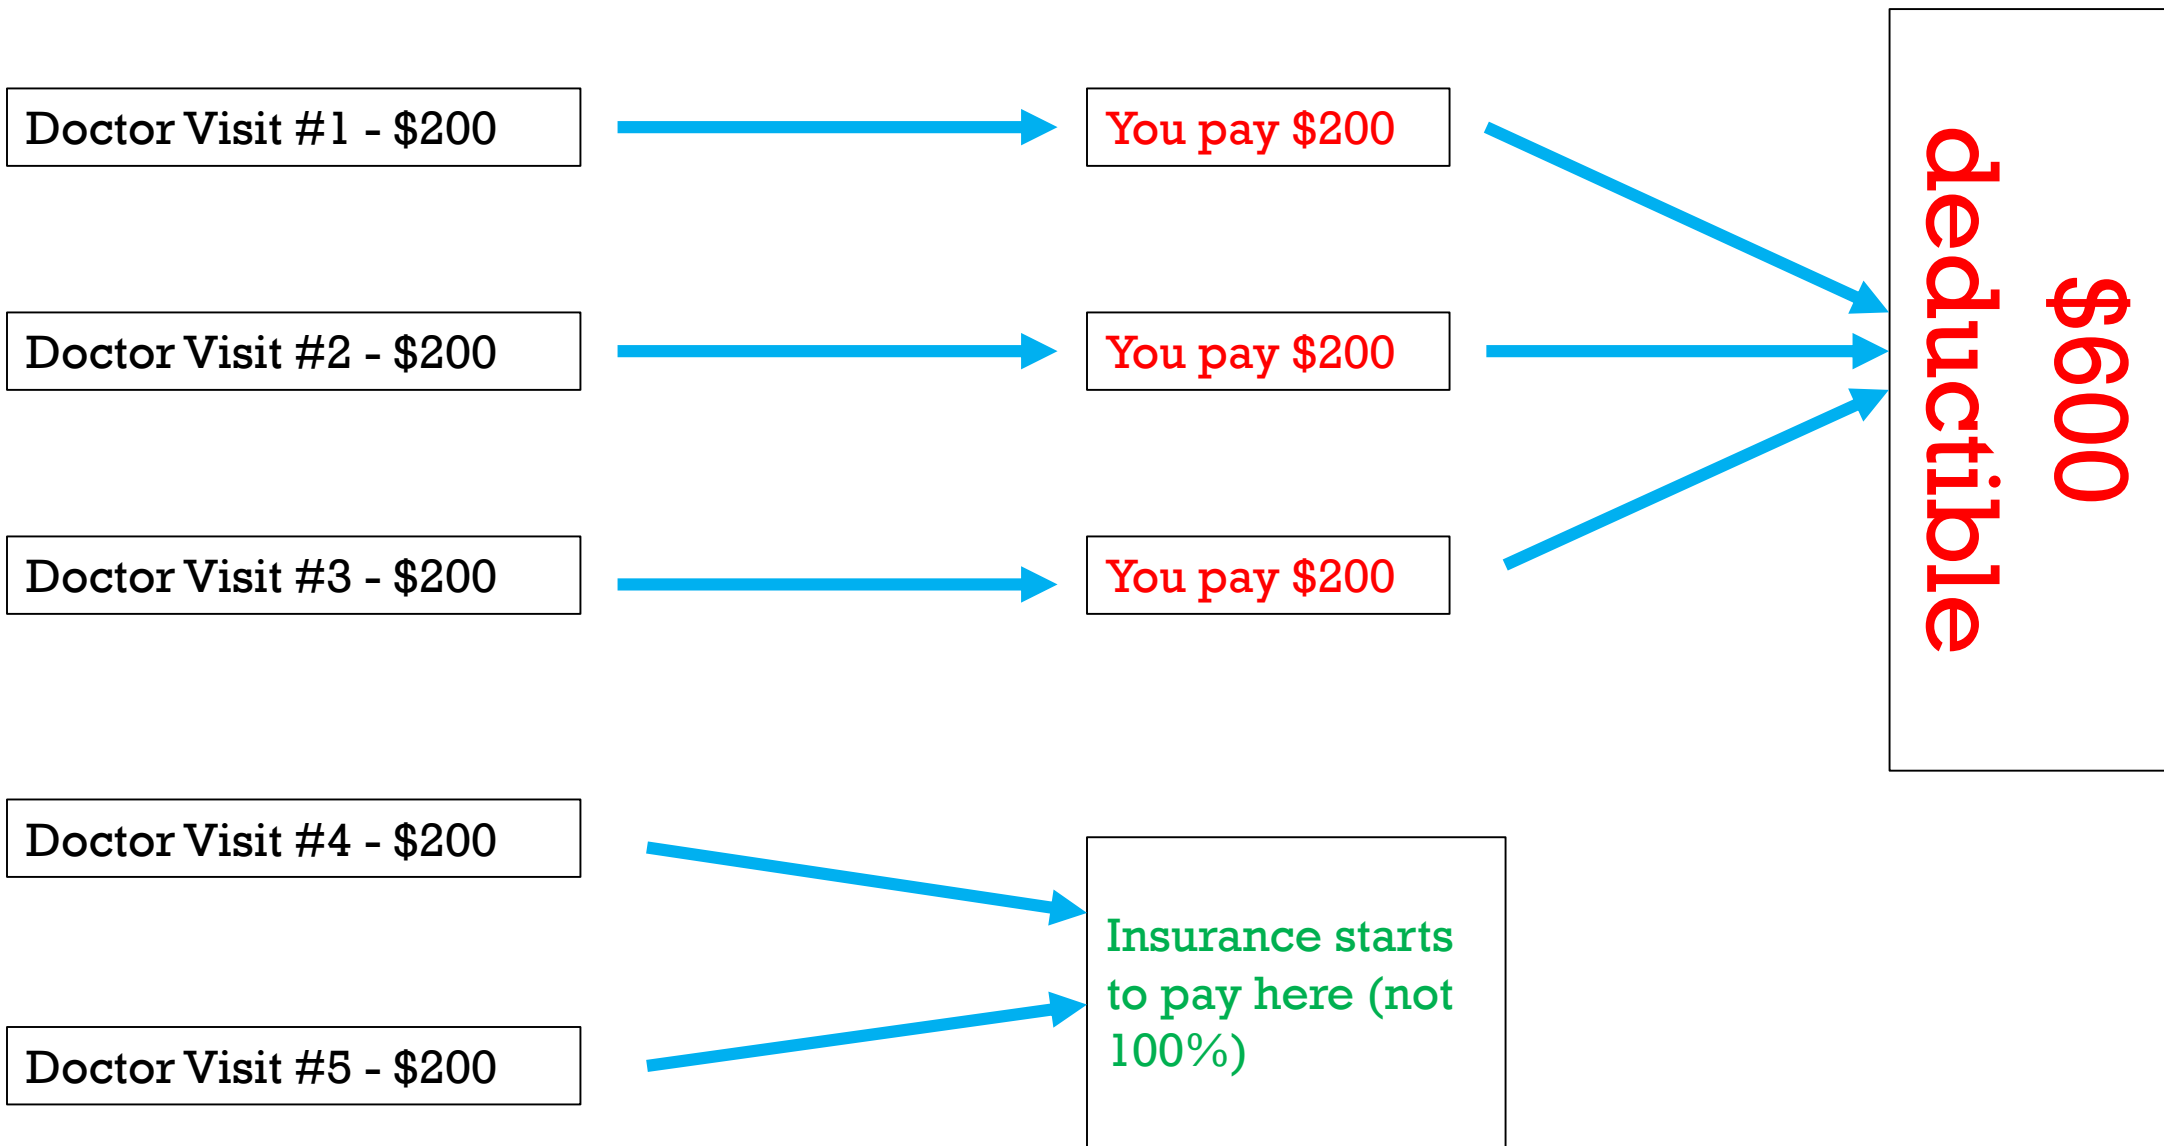 Doctor Visit #1 - $200
You pay $200
Doctor Visit #2 - $200
You pay $200
Doctor Visit #3 - $200
You pay $200
$600
deductible
Doctor Visit #4 - $200
Doctor Visit #5 - $200
Insurance starts
to pay here (not
100%)